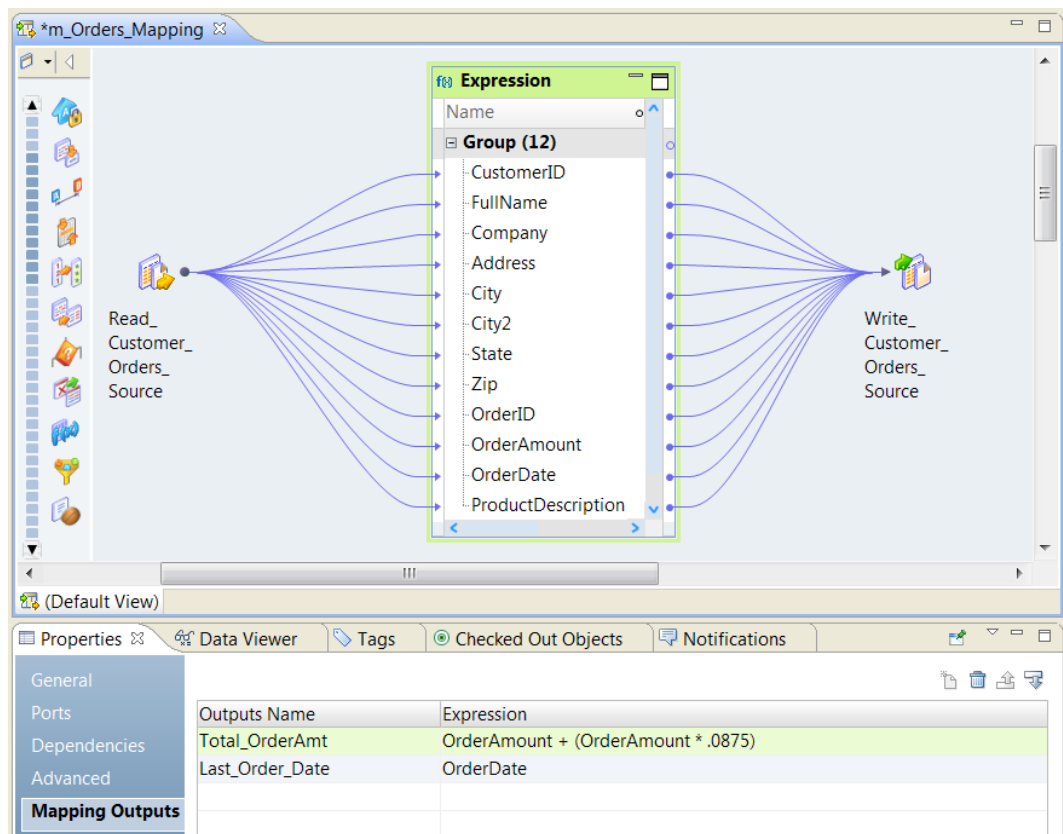 *m_Orders_Mapping
Expression
Name
Group (12)
CustomerID
FullName
Company
Address
City
City2
State
Zip
OrderID
OrderAmount
OrderDate
ProductDescription
Read_
Customer_
Orders_
Source
Write_
Customer_
Orders_
Source
(Default View)
Properties Data Viewer Tags Checked Out Objects Notifications
General
Ports
Dependencies
Advanced
Mapping Outputs
Outputs Name Expression
Total_OrderAmt OrderAmount + (OrderAmount * .0875)
Last_Order_Date OrderDate